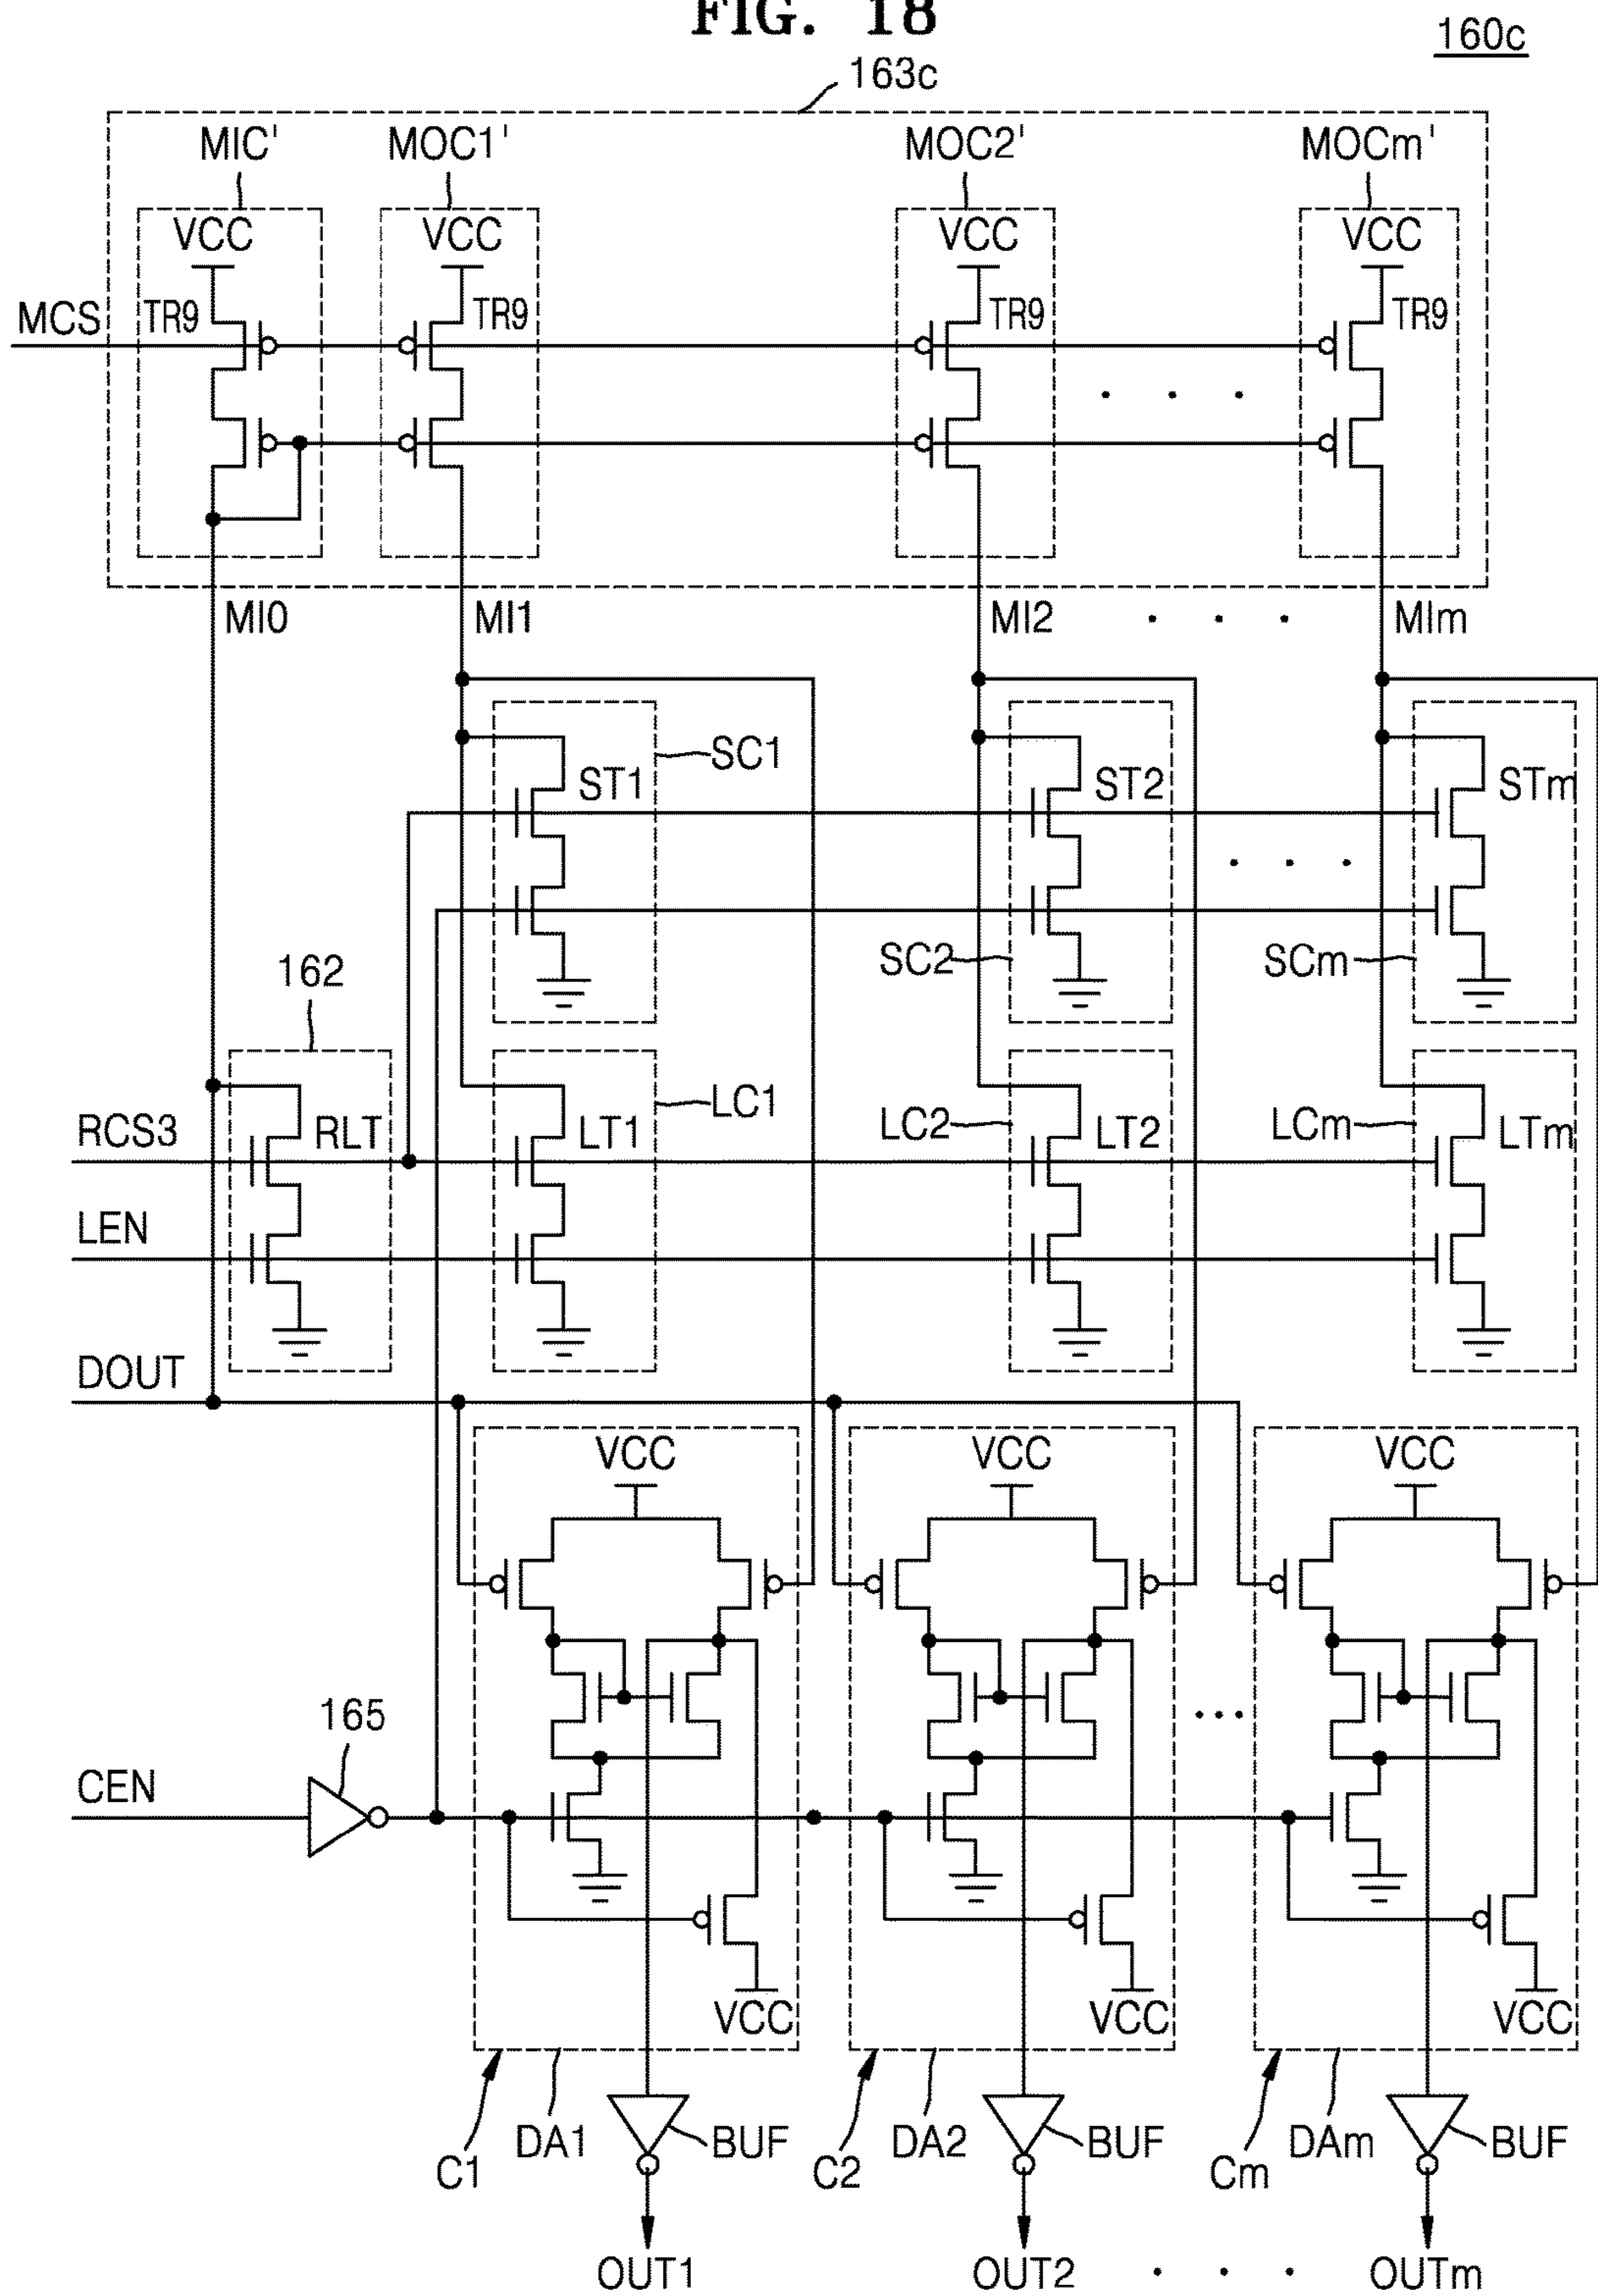 FIG. 18
160c
163c
MIC' MOC1' MOC2' MOCm'
VCC VCC VCC VCC
MCS TR9 TR9 TR9 TR9
. . .
MI0 MI1 MI2 . . . MIm
SC1
ST1 ST2 STm
. . .
SC2 SCm
162
LC1
RCS3 RLT LT1 LC2 LT2 LCm LTm
LEN
DOUT
VCC VCC VCC
165
...
CEN
VCC VCC VCC
C1 DA1 BUF C2 DA2 BUF Cm DAm BUF
OUT1 OUT2 . . . OUTm